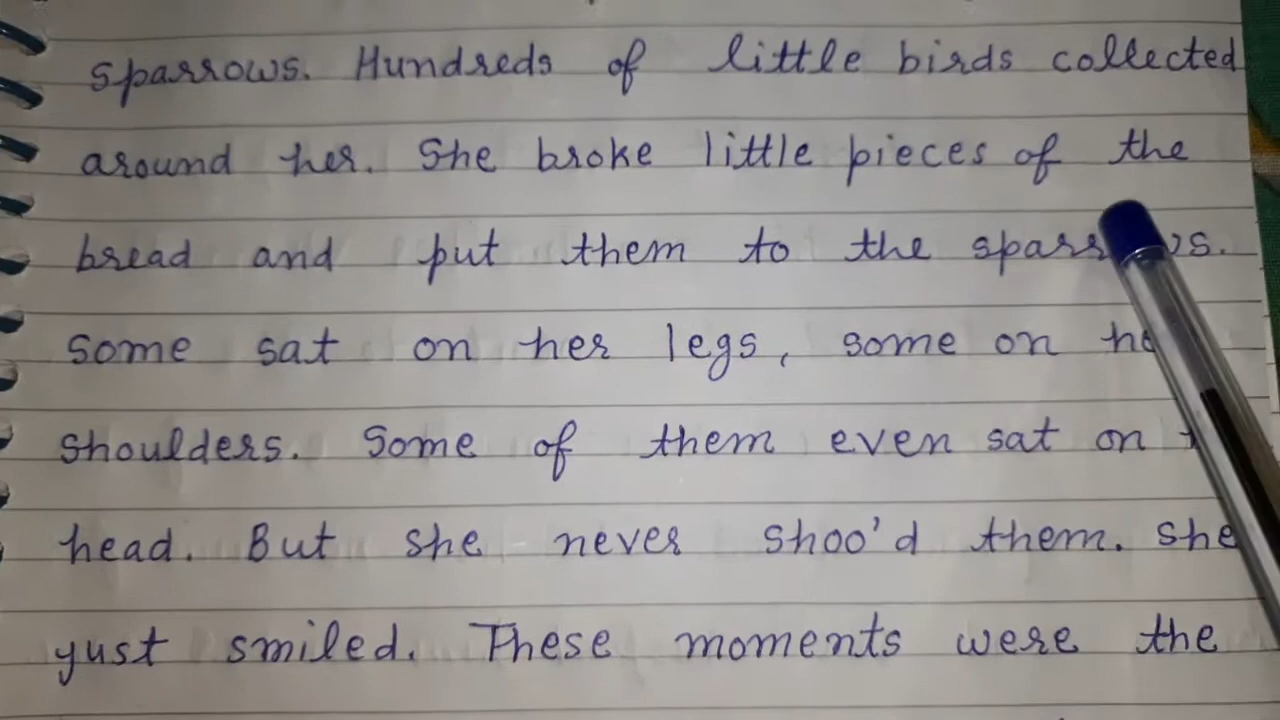 sparrows. Hundreds of little birds collected
around her. She broke little pieces of the
bread and put them to the
some sat on her legs, some on
shoulders. Some of them even sat on
head. But she never shoo'd them. she
yust smiled. These moments were the